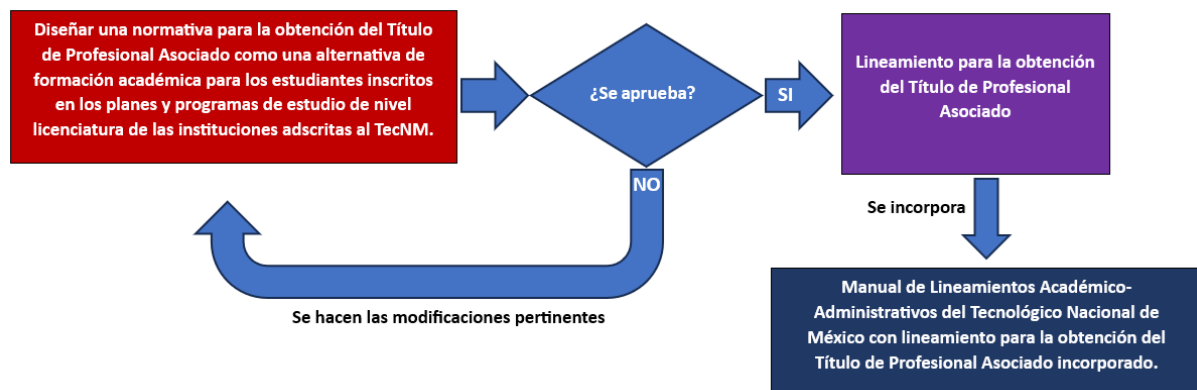 Diseñar una normativa para la obtención del Título
de Profesional Asociado como una alternativa de
formación académica para los estudiantes inscritos
en los planes y programas de estudio de nivel
licenciatura de las instituciones adscritas al TecNM.
¿Se aprueba?
SI
Lineamiento para la obtención
del Título de Profesional
Asociado
NO
Se incorpora
Se hacen las modificaciones pertinentes
Manual de Lineamientos Académico-
Administrativos del Tecnológico Nacional de
México con lineamiento para la obtención del
Título de Profesional Asociado incorporado.